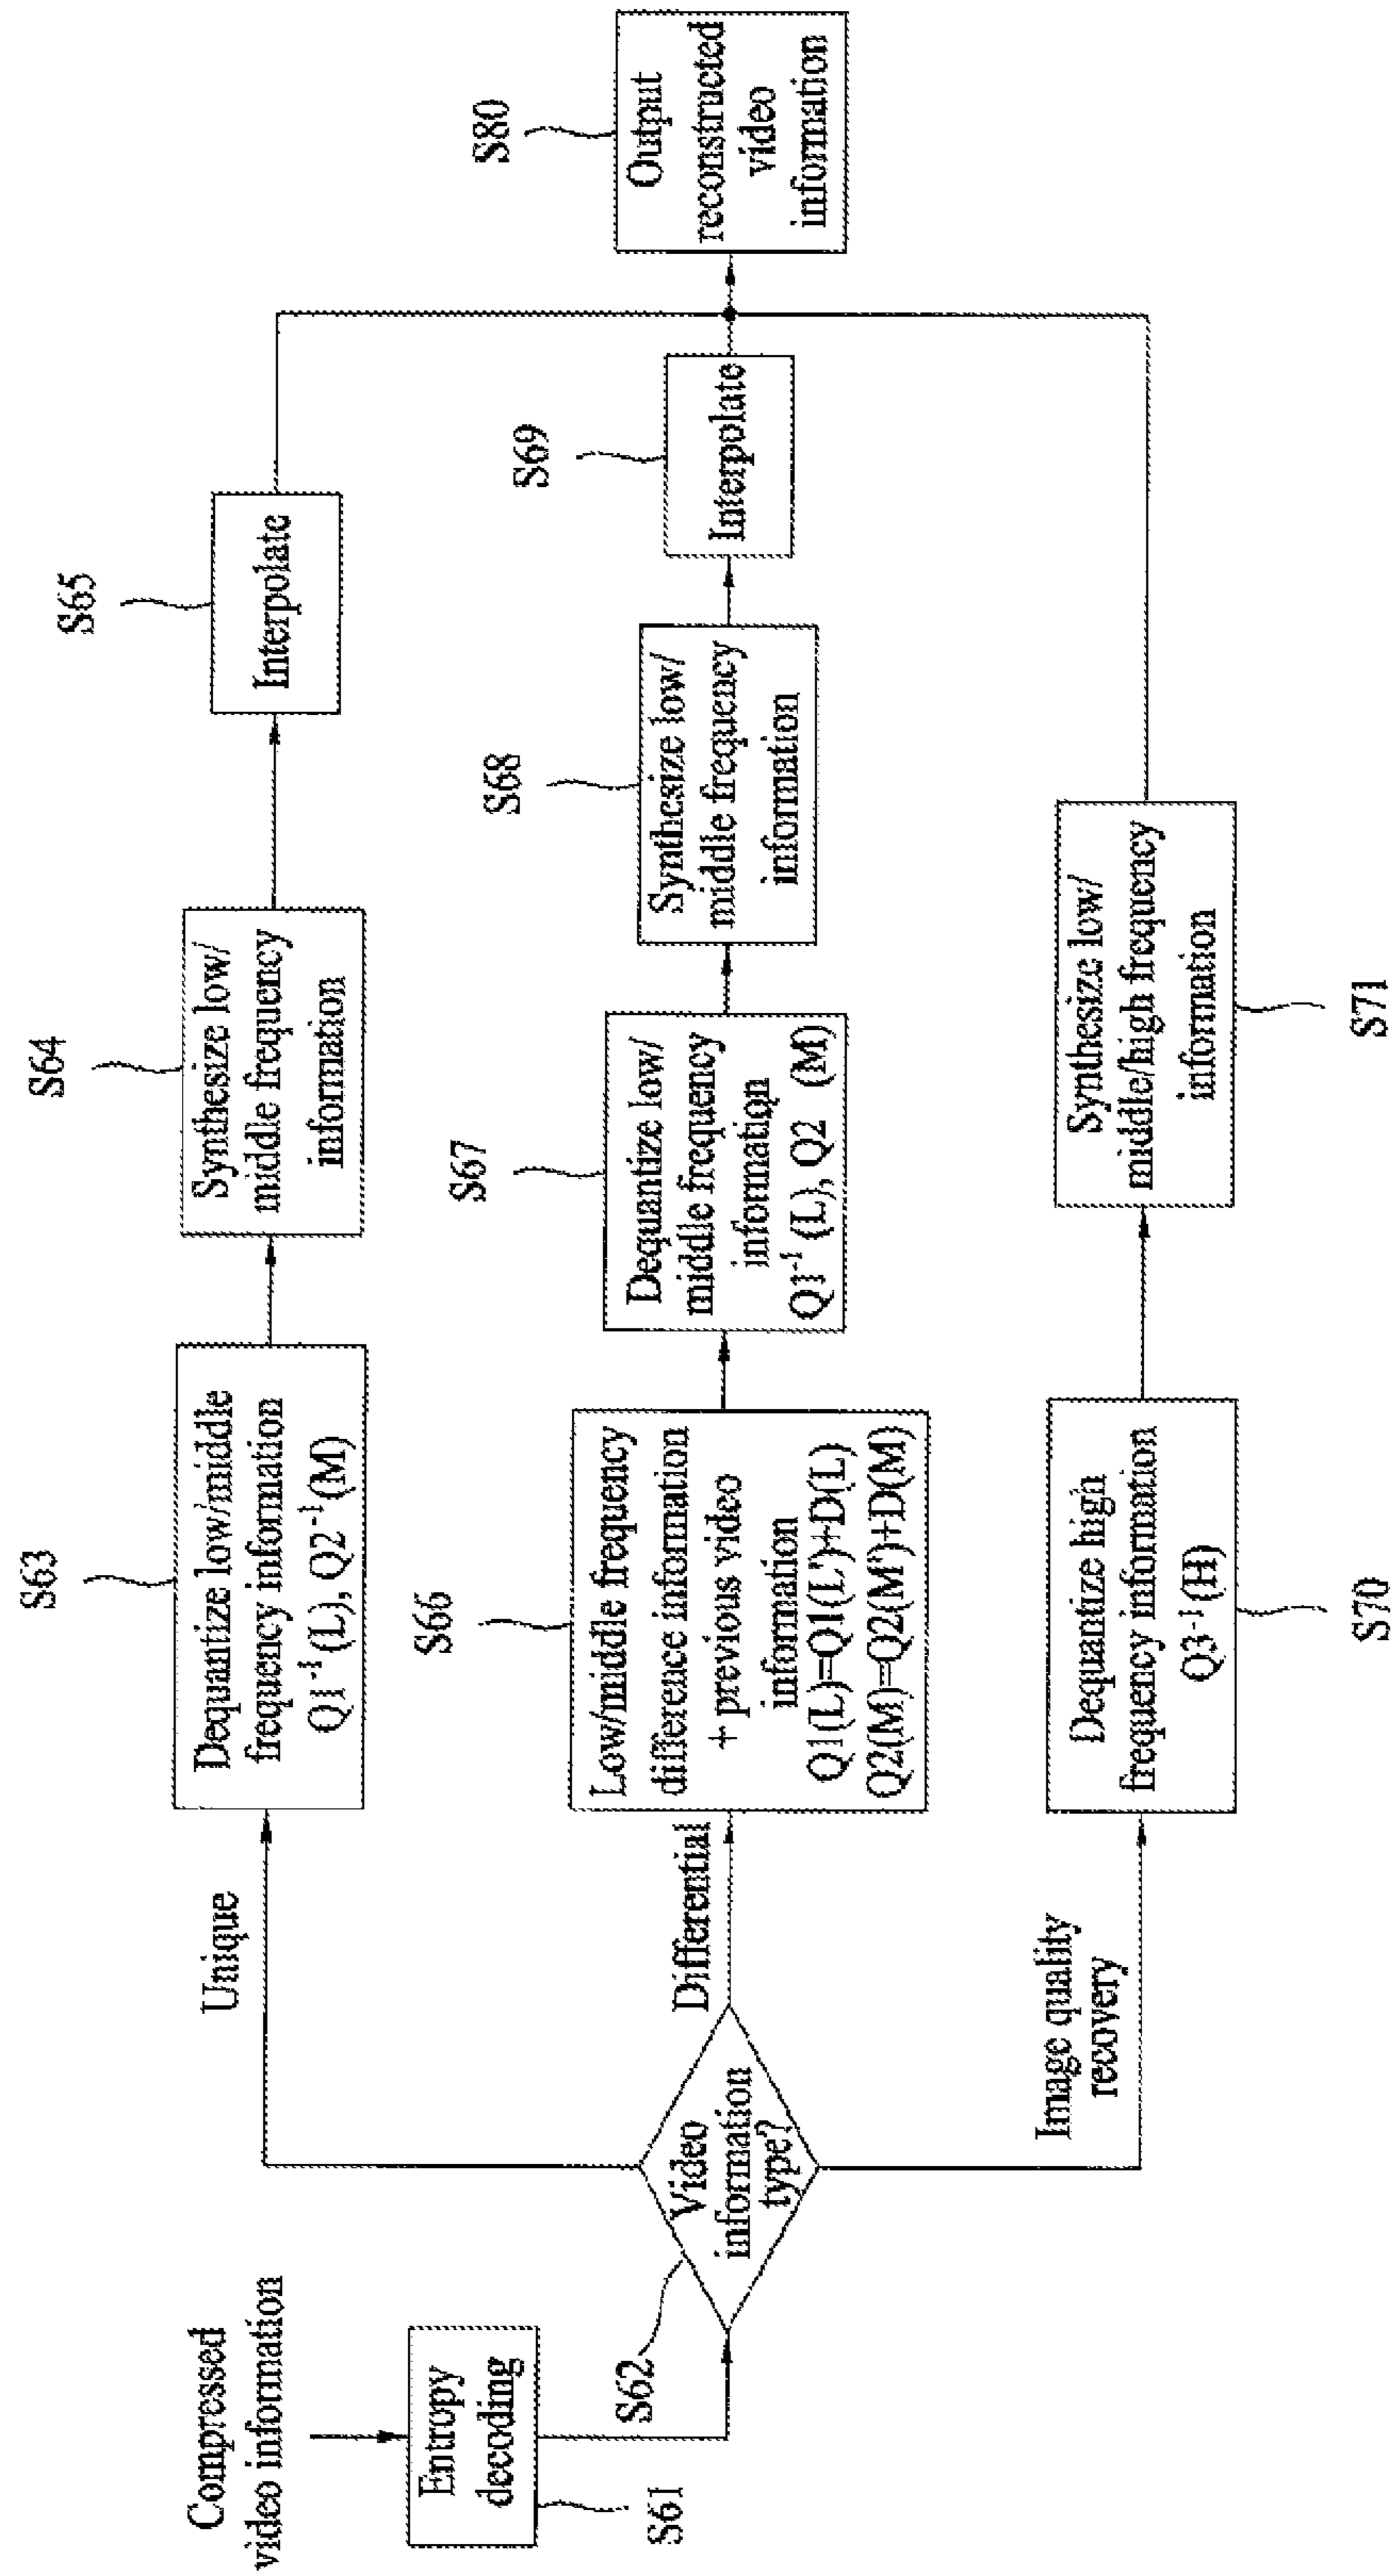 Compressed
video information
Entropy
decoding
S61
S62
Video
information
type?
Unique
Differential
Image quality
recovery
S63
Dequantize low/middle
frequency information
Q1⁻¹(L), Q2⁻¹(M)
S64
Synthesize low/
middle frequency
information
S65
Interpolate
S66
Low/middle frequency
difference information
+ previous video
information
Q1(L)=Q1(L')+D(L)
Q2(M)=Q2(M')+D(M)
S67
Dequantize low/
middle frequency
information
Q1⁻¹ (L), Q2 (M)
S68
Synthesize low/
middle frequency
information
S69
Interpolate
Dequantize high
frequency information
Q3⁻¹(H)
S70
Synthesize low/
middle/high frequency
information
S71
S80
Output
reconstructed
video
information